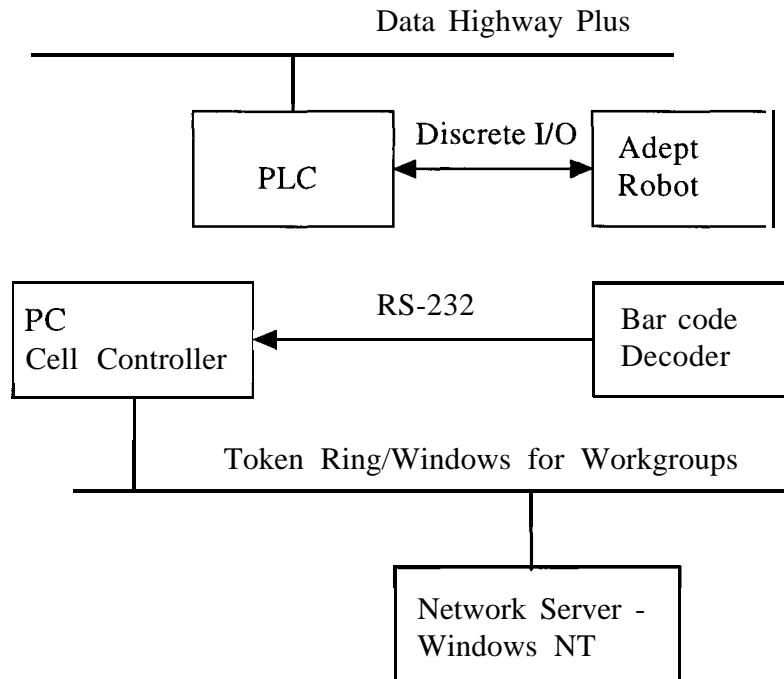 Data Highway Plus
Discrete I/O
PLC
Adept
Robot
RS-232
PC
Cell Controller
Bar code
Decoder
Token Ring/Windows for Workgroups
Network Server -
Windows NT